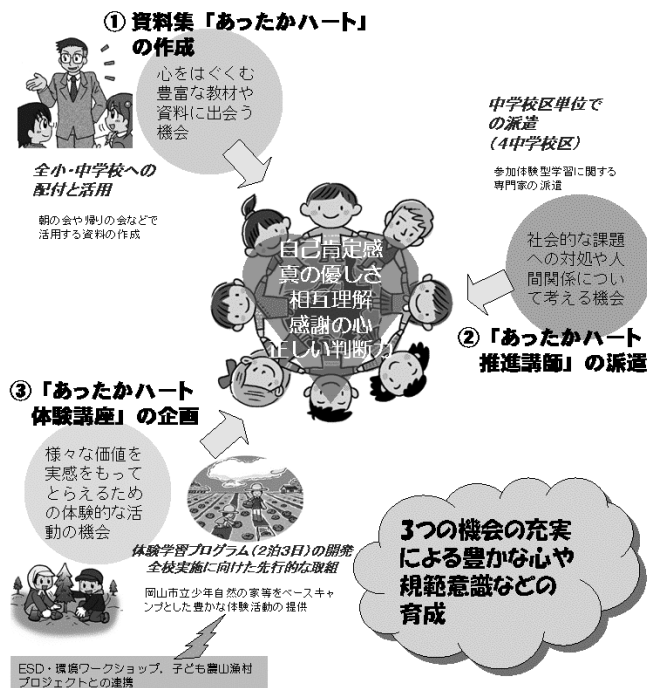 ① 資料集「あったかハート」
の作成
心をはぐくむ
豊富な教材や
資料に出会う
機会
全小・中学校への
配付と活用
朝の会や帰りの会などで
活用する資料の作成
中学校区単位で
の派遣
(4中学校区)
参加体験型学習に関する
専門家の派遣
社会的な課題
への対処や人
間関係につい
て考える機会
②「あったかハート
推進講師」の派遣
自己肯定感
真の優しさ
相互理解
感謝の心
正しい判断力
③「あったかハート
体験講座」の企画
様々な価値を
実感をもって
とらえるため
の体験的な活
動の機会
体験学習プログラム(2泊3日)の開発
全校実施に向けた先行的な取組
岡山市立少年自然の家等をベースキャ
ンプとした豊かな体験活動の提供
ESD・環境ワークショップ、子ども農山漁村
プロジェクトとの連携
3つの機会の充実
による豊かな心や
規範意識などの
育成